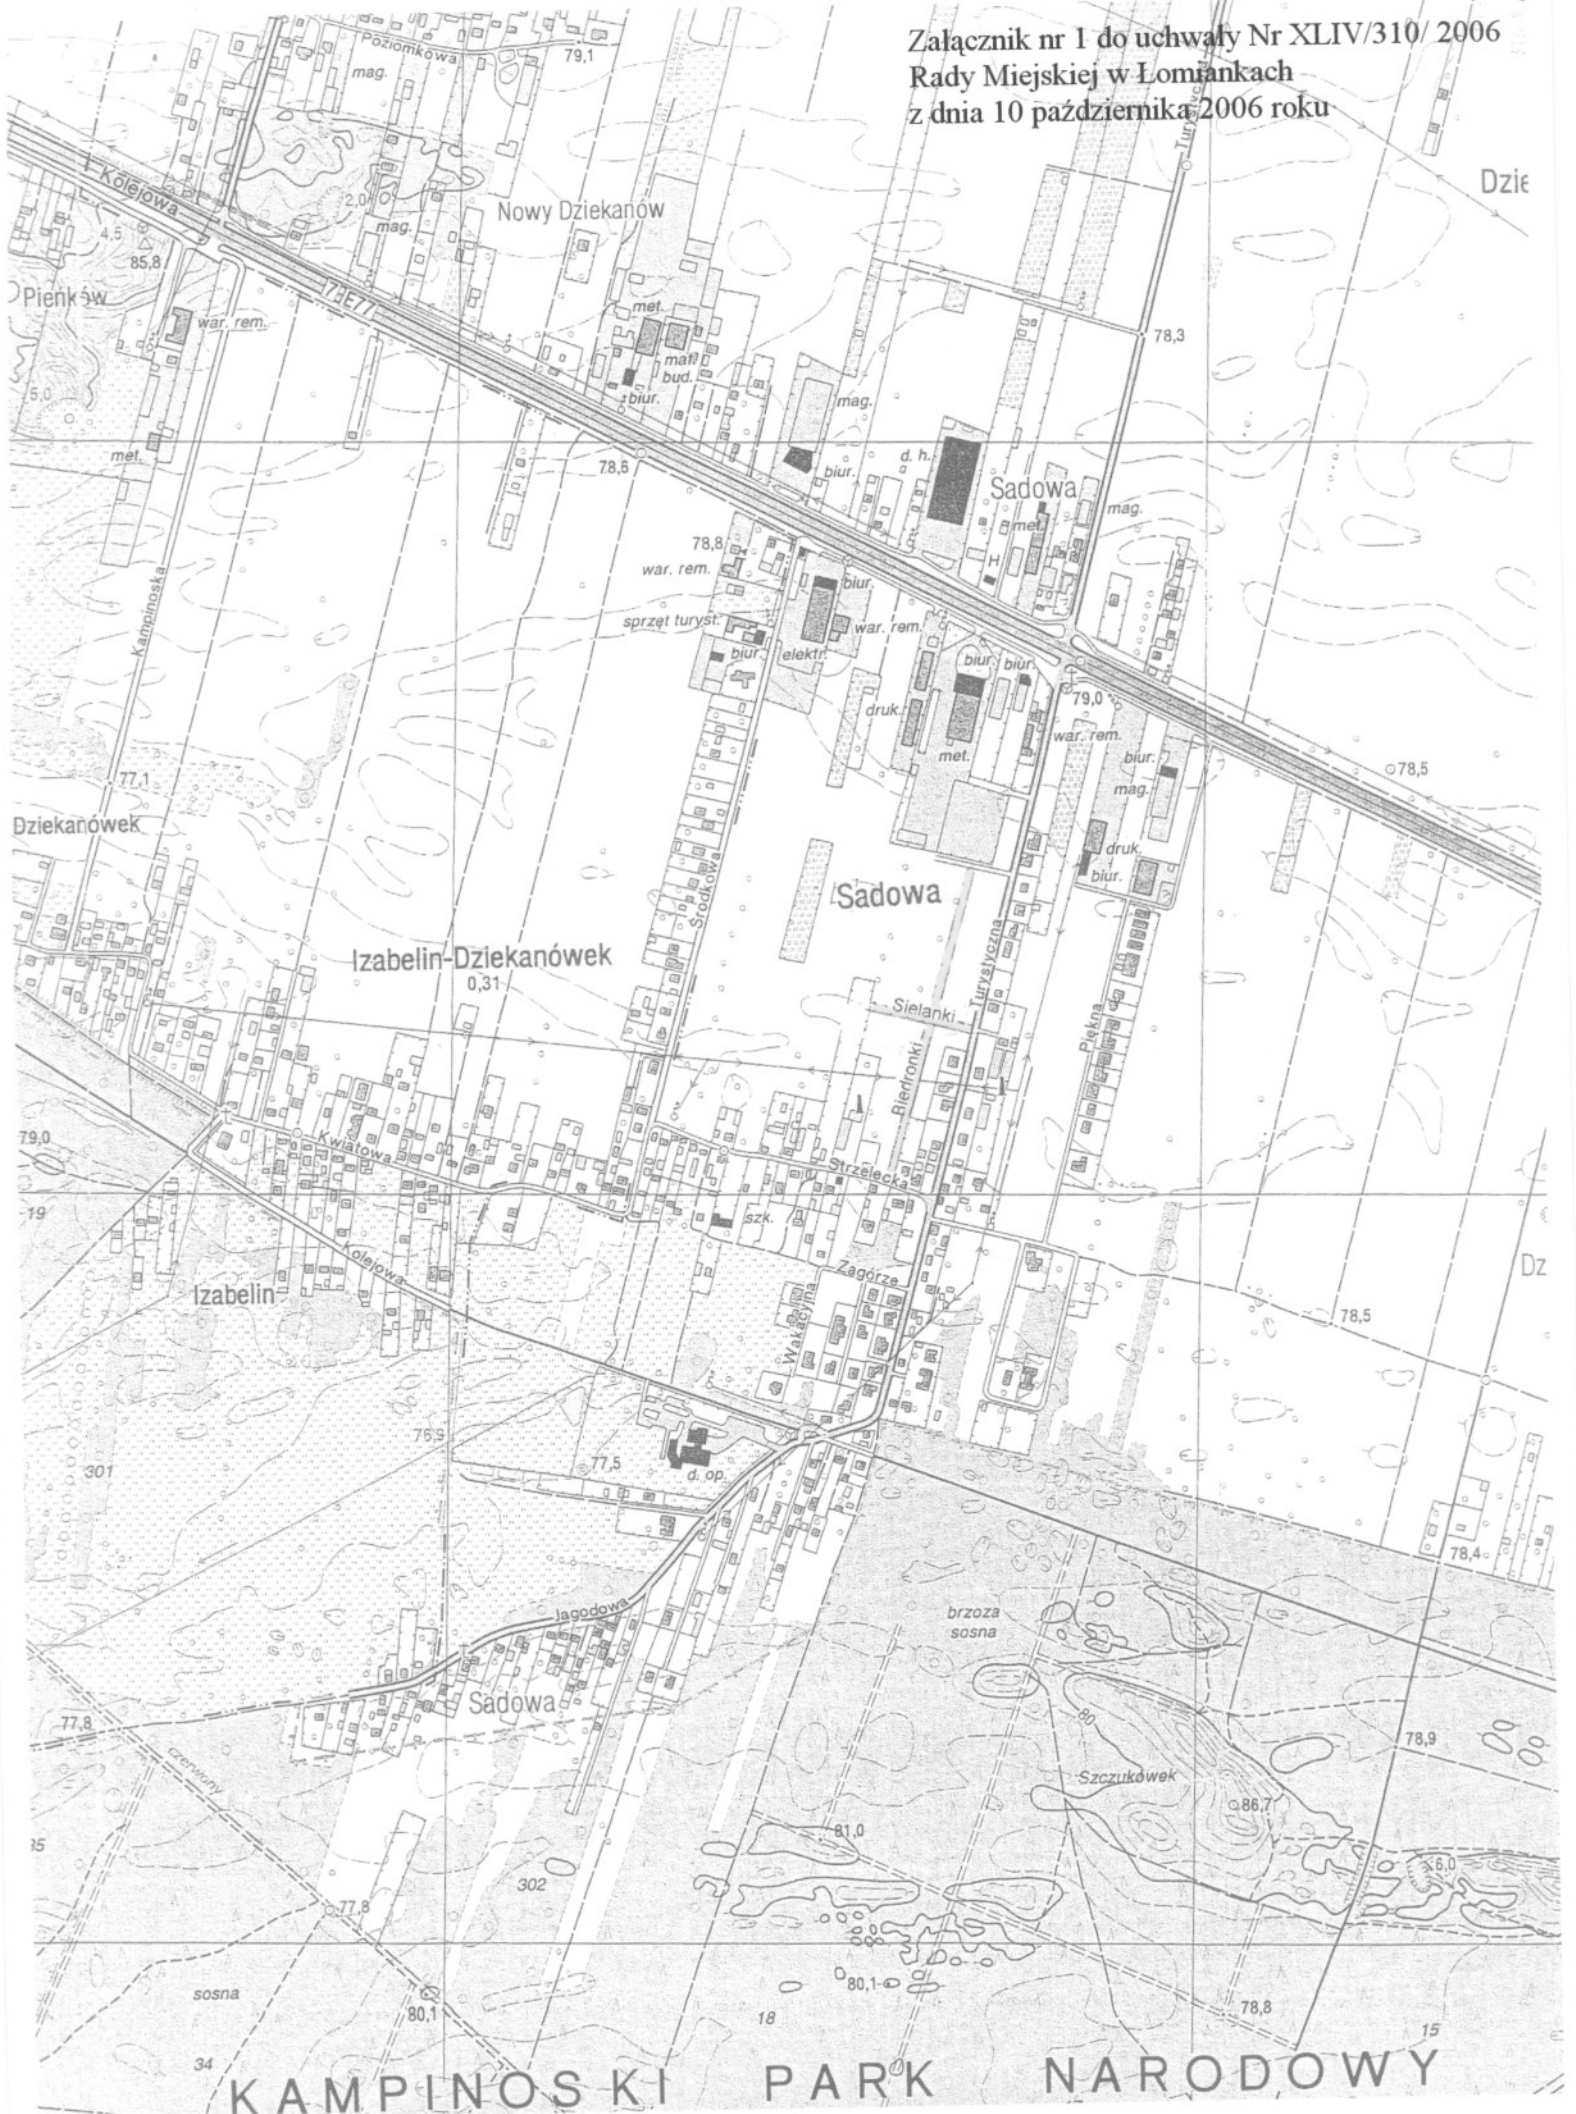 Załącznik nr 1 do uchwały Nr XLIV/310/ 2006
Rady Miejskiej w Łomiankach
z dnia 10 października 2006 roku
Poziomkowa
79,1
mag.
Turystyczna
Dzie
Kolejowa
2,0
mag.
Nowy Dziekanów
4,5
85,8
Pieńków
7(E77)
war. rem.
met.
mat.
bud.
biur.
78,3
5,0
mag.
met.
78,6
biur.
d. h.
Sadowa
mag.
met.
78,8
war. rem.
H
biur.
Kampinoska
sprzęt turyst.
war. rem.
biur.
elektr.
biur.
biur.
79,0
druk.
war. rem.
met.
biur.
78,5
mag.
77,1
Dziekanówek
druk.
biur.
Środkowa
Sadowa
Izabelin-Dziekanówek
0,31
Turystyczna
Sielanki
Piękna
Biedronki
79,0
Kwiatowa
Strzelecka
19
szk.
Kolejowa
Zagórze
Dz
Izabelin
Wakacyjna
78,5
76,9
301
77,5
d. op.
78,4
Jagodowa
brzoza
sosna
Sadowa
77,8
80
78,9
czerwony
Szczukówek
86,7
81,0
35
6,0
302
77,8
80,1
sosna
80,1
78,8
18
15
34
KAMPINOSKI PARK NARODOWY